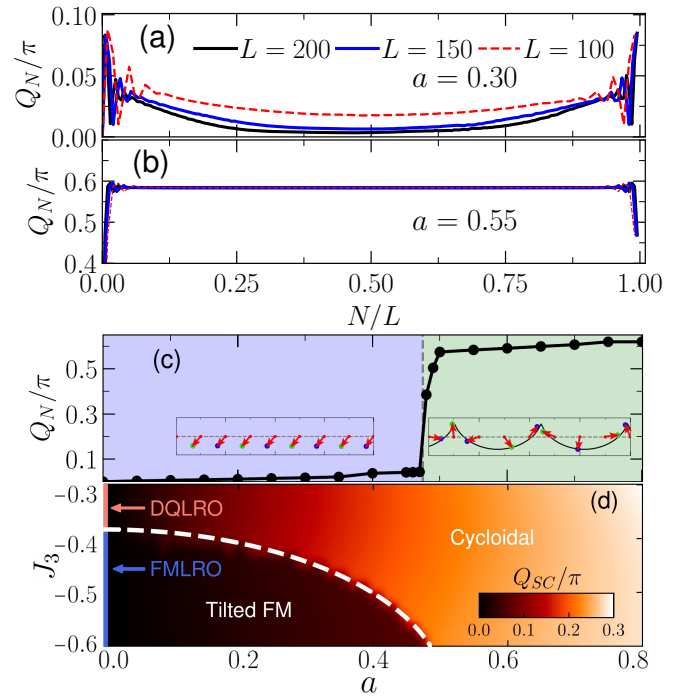 0.10
(a)
L = 200
L = 150
L = 100
Q_N/π
0.05
a = 0.30
0.00
(b)
Q_N/π
0.6
0.5
a = 0.55
0.4
0.00
0.25
0.50
0.75
1.00
N/L
(c)
Q_N/π
0.5
0.3
0.1
−0.3
DQLRO
(d)
J_3
−0.4
Cycloidal
FMLRO
Q_{SC}/π
−0.5
Tilted FM
0.0
0.1
0.2
0.3
−0.6
0.0
0.2
0.4
0.6
0.8
a